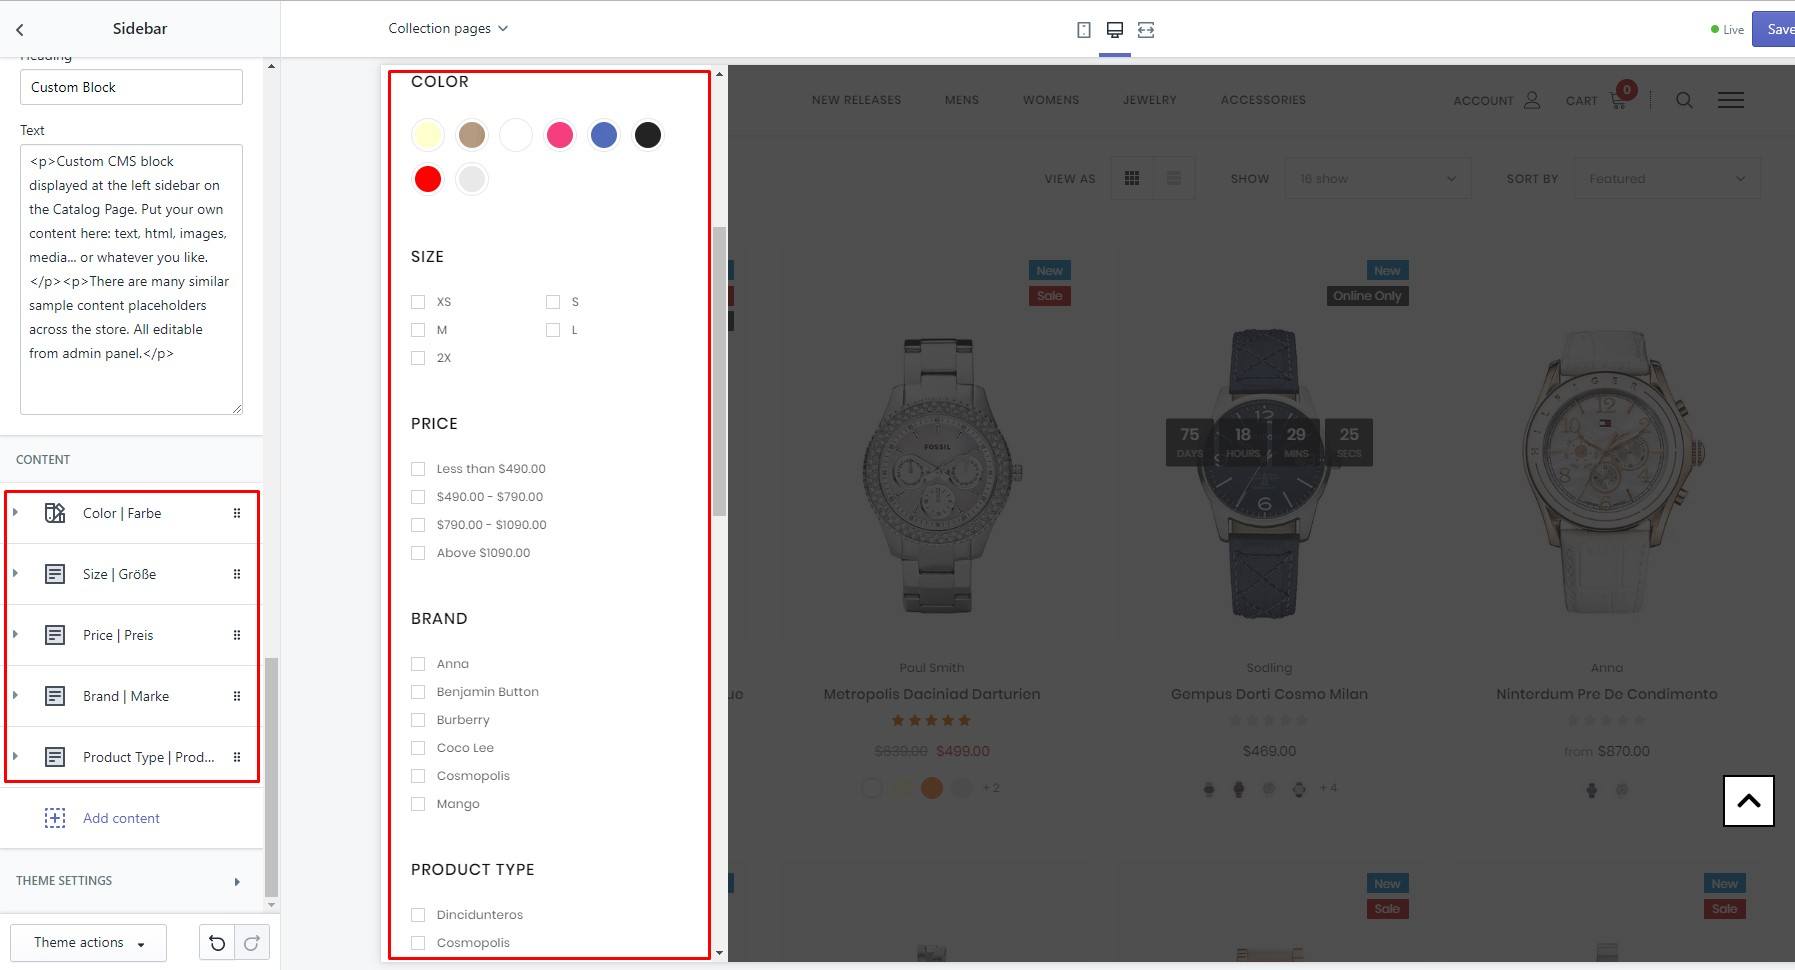 Sidebar
Collection pages
Live
Save
Heading
Custom Block
Text
<p>Custom CMS block
displayed at the left sidebar on
the Catalog Page. Put your own
content here: text, html, images,
media... or whatever you like.
</p><p>There are many similar
sample content placeholders
across the store. All editable
from admin panel.</p>
CONTENT
Color | Farbe
Size | Größe
Price | Preis
Brand | Marke
Product Type | Prod...
Add content
THEME SETTINGS
Theme actions
COLOR
SIZE
XS
S
M
L
2X
PRICE
Less than $490.00
$490.00 - $790.00
$790.00 - $1090.00
Above $1090.00
BRAND
Anna
Benjamin Button
Burberry
Coco Lee
Cosmopolis
Mango
PRODUCT TYPE
Dincidunteros
Cosmopolis
NEW RELEASES
MENS
WOMENS
JEWELRY
ACCESSORIES
ACCOUNT
CART
0
VIEW AS
SHOW
16 show
SORT BY
Featured
New
Sale
New
Online Only
FOSSIL
75
18
29
25
DAYS
HOURS
MINS
SECS
ue
Paul Smith
Metropolis Daciniad Darturien
$639.00 $499.00
+ 2
Sodling
Gempus Dorti Cosmo Milan
$469.00
+ 4
Anna
Ninterdum Pre De Condimento
from $870.00
New
Sale
New
Sale